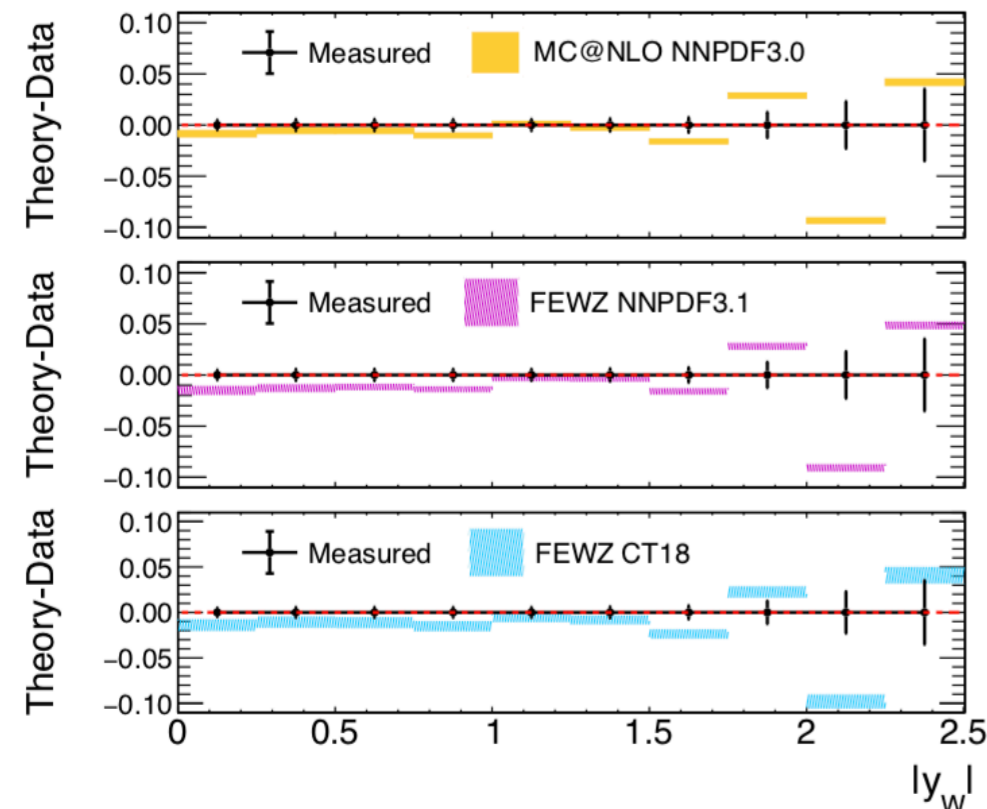 Theory-Data
0.10
0.05
0.00
−0.05
−0.10
Measured
MC@NLO NNPDF3.0
Theory-Data
0.10
0.05
0.00
−0.05
−0.10
Measured
FEWZ NNPDF3.1
Theory-Data
0.10
0.05
0.00
−0.05
−0.10
Measured
FEWZ CT18
0 0.5 1 1.5 2 2.5
|y_w|